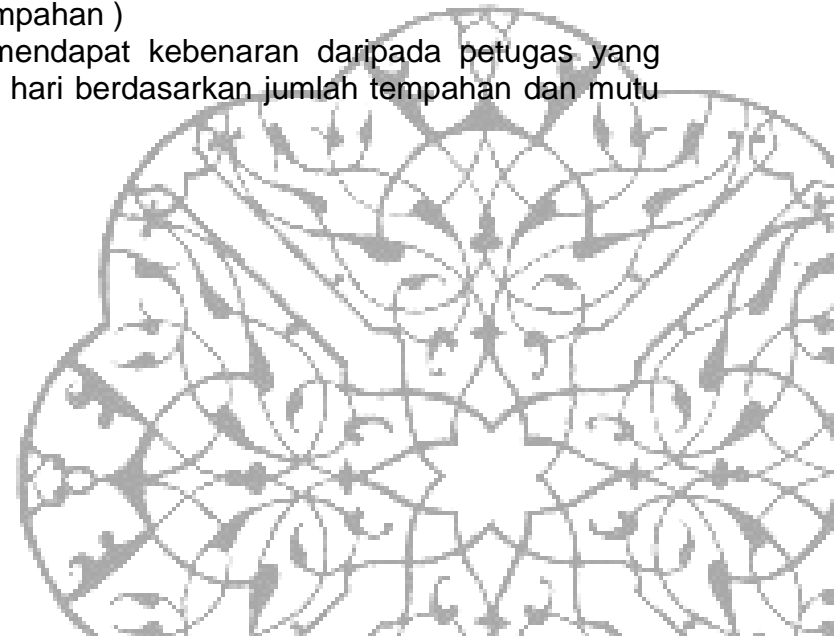 mpahan )
mendapat kebenaran daripada petugas yang
hari berdasarkan jumlah tempahan dan mutu